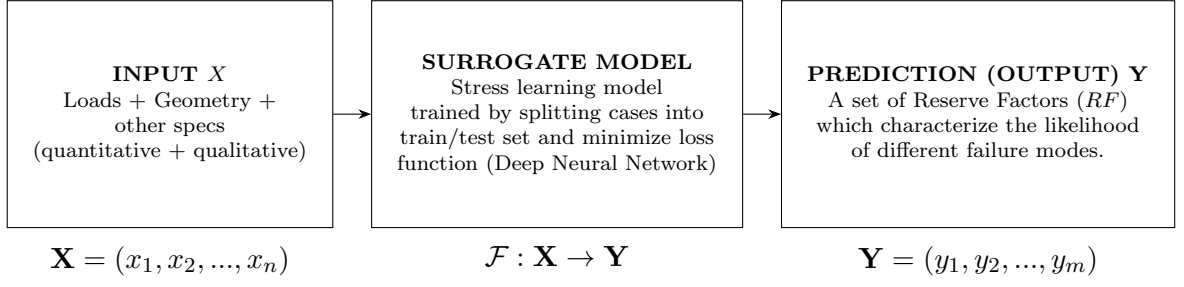 INPUT X
Loads + Geometry +
other specs
(quantitative + qualitative)
SURROGATE MODEL
Stress learning model
trained by splitting cases into
train/test set and minimize loss
function (Deep Neural Network)
PREDICTION (OUTPUT) Y
A set of Reserve Factors (RF)
which characterize the likelihood
of different failure modes.
X = (x₁, x₂, ..., xₙ)
ℱ : X → Y
Y = (y₁, y₂, ..., yₘ)